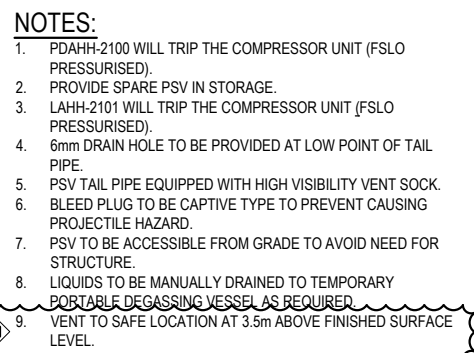 NOTES:
1. PDAHH-2100 WILL TRIP THE COMPRESSOR UNIT (FSLO
PRESSURISED).
2. PROVIDE SPARE PSV IN STORAGE.
3. LAHH-2101 WILL TRIP THE COMPRESSOR UNIT (FSLO
PRESSURISED).
4. 6mm DRAIN HOLE TO BE PROVIDED AT LOW POINT OF TAIL
PIPE.
5. PSV TAIL PIPE EQUIPPED WITH HIGH VISIBILITY VENT SOCK.
6. BLEED PLUG TO BE CAPTIVE TYPE TO PREVENT CAUSING
PROJECTILE HAZARD.
7. PSV TO BE ACCESSIBLE FROM GRADE TO AVOID NEED FOR
STRUCTURE.
8. LIQUIDS TO BE MANUALLY DRAINED TO TEMPORARY
PORTABLE DEGASSING VESSEL AS REQUIRED.
9. VENT TO SAFE LOCATION AT 3.5m ABOVE FINISHED SURFACE
LEVEL.